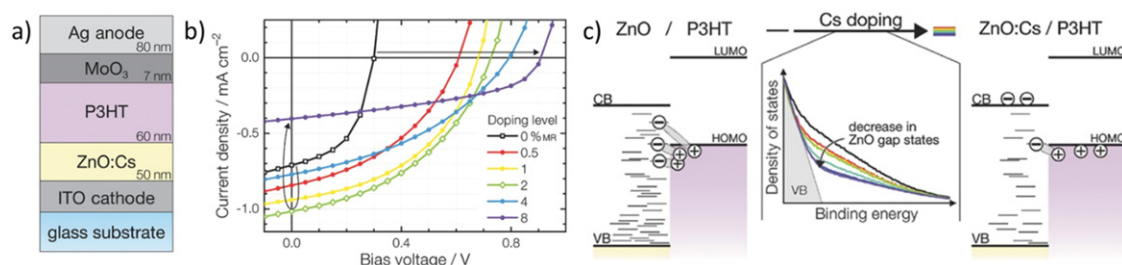 a)
Ag anode
80 nm
MoO3
7 nm
P3HT
60 nm
ZnO:Cs
50 nm
ITO cathode
glass substrate
b)
Current density / mA cm-2
0.0
-0.5
-1.0
0.0
0.4
0.8
Bias voltage / V
Doping level
0 %MR
0.5
1
2
4
8
c)
ZnO / P3HT
LUMO
CB
HOMO
VB
Cs doping
Density of states
decrease in
ZnO gap states
VB
Binding energy
ZnO:Cs / P3HT
LUMO
CB
HOMO
VB